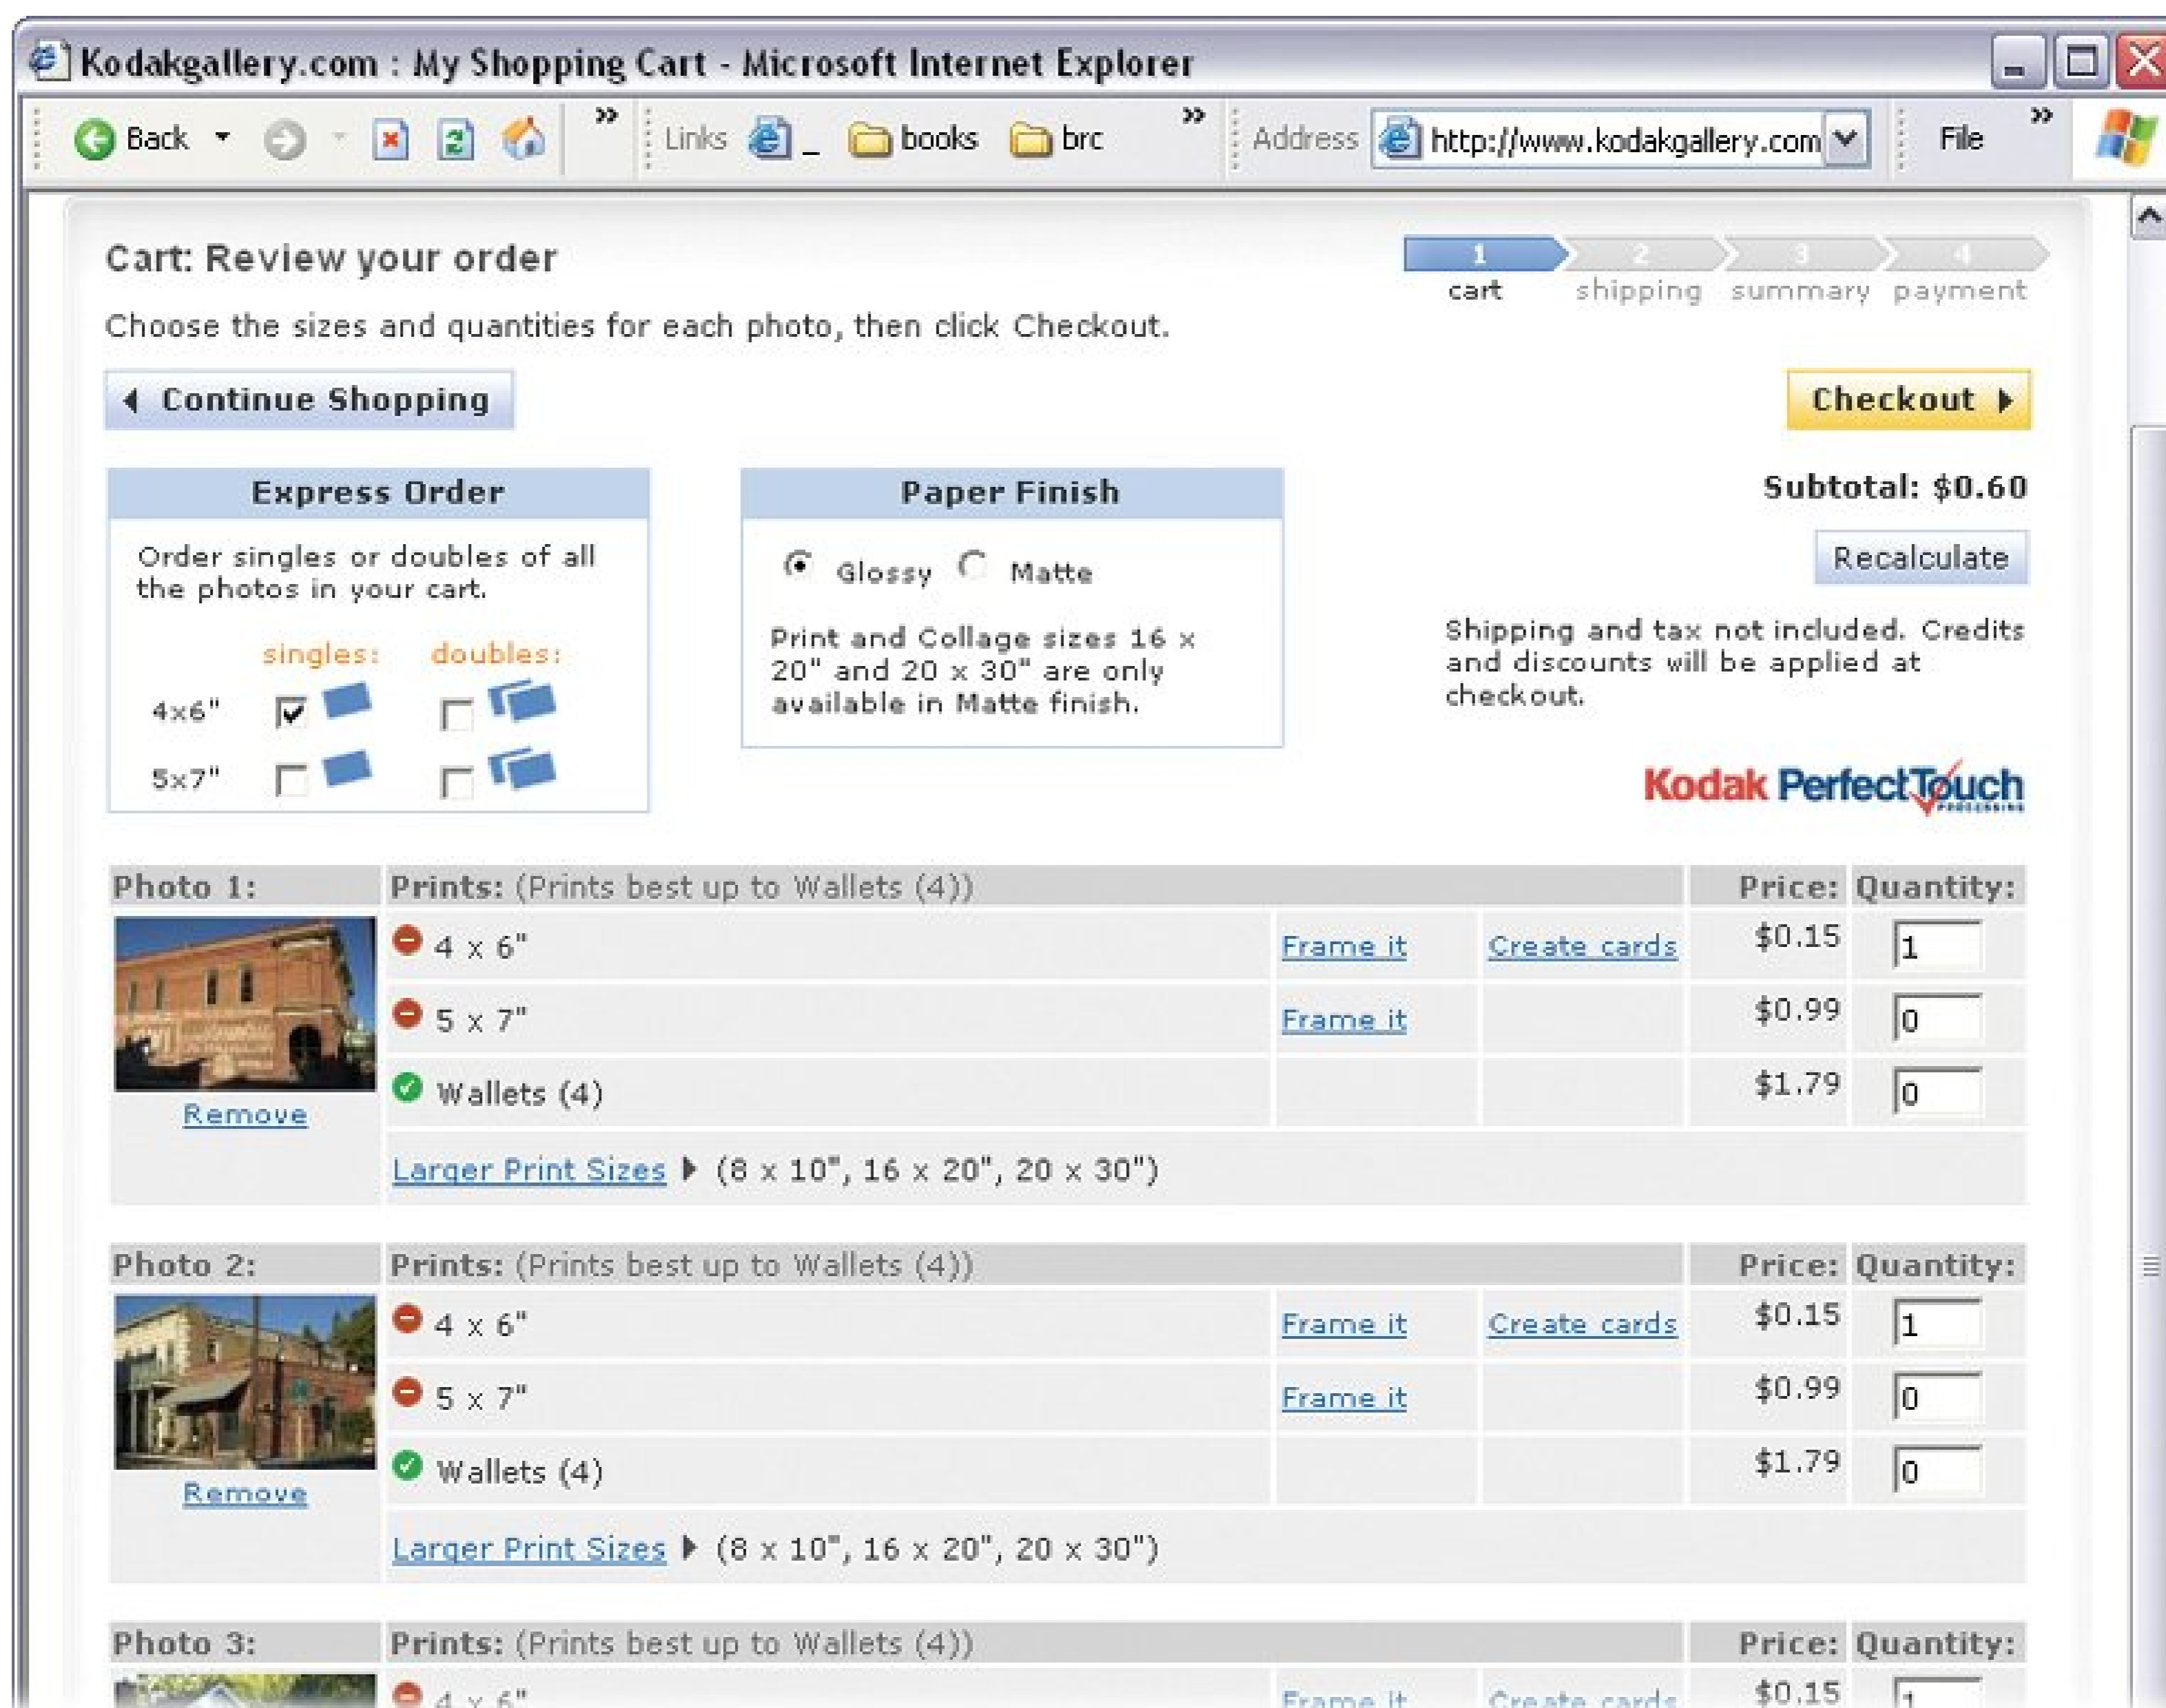 Kodakgallery.com : My Shopping Cart - Microsoft Internet Explorer
Back » Links _ books brc » Address http://www.kodakgallery.com File »
Cart: Review your order
1 2 3 4
cart shipping summary payment
Choose the sizes and quantities for each photo, then click Checkout.
Continue Shopping
Checkout
Express Order
Order singles or doubles of all
the photos in your cart.
singles: doubles:
4x6"
5x7"
Paper Finish
Glossy Matte
Print and Collage sizes 16 x
20" and 20 x 30" are only
available in Matte finish.
Subtotal: $0.60
Recalculate
Shipping and tax not included. Credits
and discounts will be applied at
checkout.
Kodak PerfectTouch
PROCESSING
Photo 1: Prints: (Prints best up to Wallets (4)) Price: Quantity:
4 x 6" Frame it Create cards $0.15 1
5 x 7" Frame it $0.99 0
Wallets (4) $1.79 0
Remove
Larger Print Sizes (8 x 10", 16 x 20", 20 x 30")
Photo 2: Prints: (Prints best up to Wallets (4)) Price: Quantity:
4 x 6" Frame it Create cards $0.15 1
5 x 7" Frame it $0.99 0
Wallets (4) $1.79 0
Remove
Larger Print Sizes (8 x 10", 16 x 20", 20 x 30")
Photo 3: Prints: (Prints best up to Wallets (4)) Price: Quantity:
4 x 6" Frame it Create cards $0.15 1